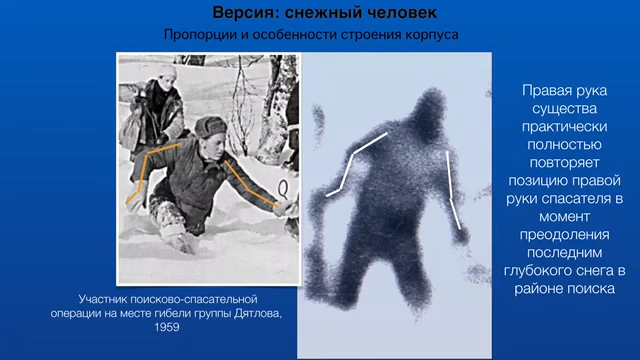 Версия: снежный человек
Пропорции и особенности строения корпуса
Правая рука
существа
практически
полностью
повторяет
позицию правой
руки спасателя в
момент
преодоления
последним
глубокого снега в
районе поиска
Участник поисково-спасательной
операции на месте гибели группы Дятлова,
1959